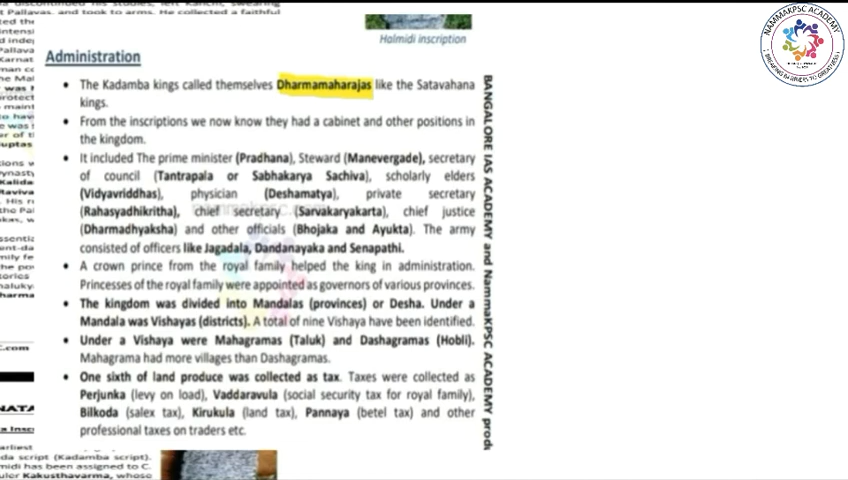 Halmidi inscription
Administration
• The Kadamba kings called themselves Dharmamaharajas like the Satavahana
kings.
• From the inscriptions we now know they had a cabinet and other positions in
the kingdom.
• It included The prime minister (Pradhana), Steward (Manevergade), secretary
of council (Tantrapala or Sabhakarya Sachiva), scholarly elders
(Vidyavriddhas), physician (Deshamatya), private secretary
(Rahasyadhikritha), chief secretary (Sarvakaryakarta), chief justice
(Dharmadhyaksha) and other officials (Bhojaka and Ayukta). The army
consisted of officers like Jagadala, Dandanayaka and Senapathi.
• A crown prince from the royal family helped the king in administration.
Princesses of the royal family were appointed as governors of various provinces.
• The kingdom was divided into Mandalas (provinces) or Desha. Under a
Mandala was Vishayas (districts). A total of nine Vishaya have been identified.
• Under a Vishaya were Mahagramas (Taluk) and Dashagramas (Hobli).
Mahagrama had more villages than Dashagramas.
• One sixth of land produce was collected as tax. Taxes were collected as
Perjunka (levy on load), Vaddaravula (social security tax for royal family),
Bilkoda (salex tax), Kirukula (land tax), Pannaya (betel tax) and other
professional taxes on traders etc.
BANGALORE IAS ACADEMY and NammaKPSC ACADEMY prod
NAMMAKPSC ACADEMY